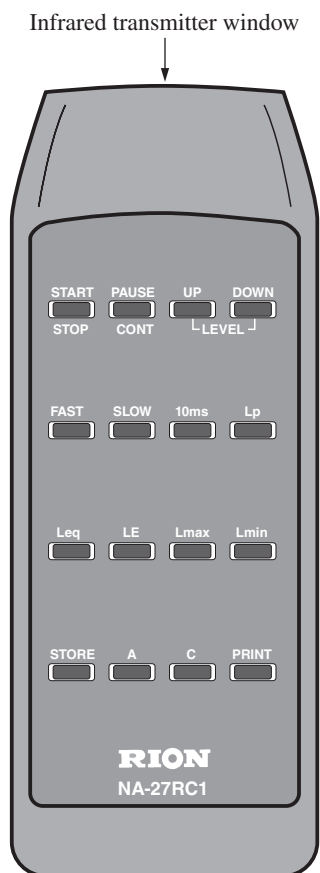 Infrared transmitter window
START PAUSE UP DOWN
STOP CONT LEVEL
FAST SLOW 10ms Lp
Leq LE Lmax Lmin
STORE A C PRINT
RION
NA-27RC1